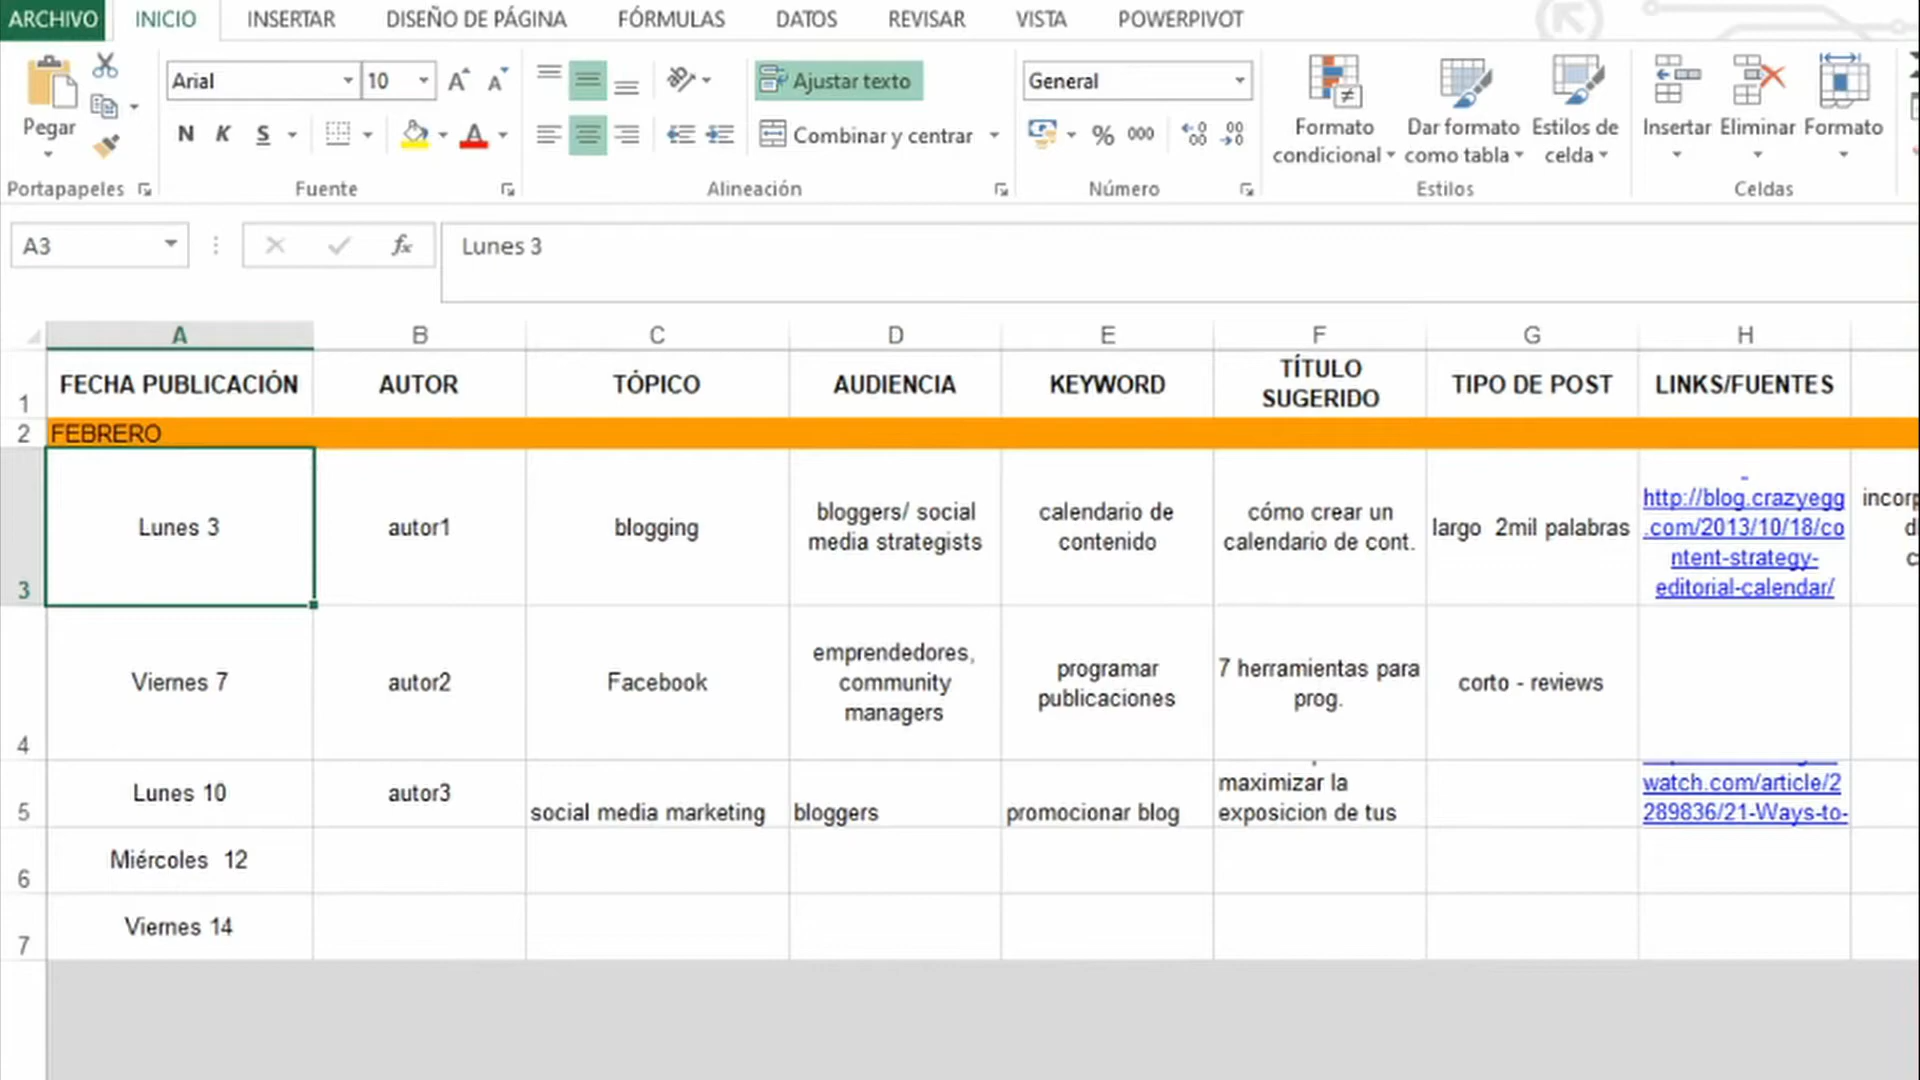 ARCHIVO INICIO INSERTAR DISEÑO DE PÁGINA FÓRMULAS DATOS REVISAR VISTA POWERPIVOT
Arial 10 Ajustar texto General
Pegar N K S Combinar y centrar % 000 Formato condicional Dar formato como tabla Estilos de celda Insertar Eliminar Formato
Portapapeles Fuente Alineación Número Estilos Celdas
A3 fx Lunes 3
A B C D E F G H
1 FECHA PUBLICACIÓN AUTOR TÓPICO AUDIENCIA KEYWORD TÍTULO SUGERIDO TIPO DE POST LINKS/FUENTES
2 FEBRERO
3 Lunes 3 autor1 blogging bloggers/ social media strategists calendario de contenido cómo crear un calendario de cont. largo 2mil palabras http://blog.crazyegg.com/2013/10/18/content-strategy-editorial-calendar/
4 Viernes 7 autor2 Facebook emprendedores, community managers programar publicaciones 7 herramientas para prog. corto - reviews
5 Lunes 10 autor3 social media marketing bloggers promocionar blog maximizar la exposicion de tus watch.com/article/2289836/21-Ways-to-
6 Miércoles 12
7 Viernes 14